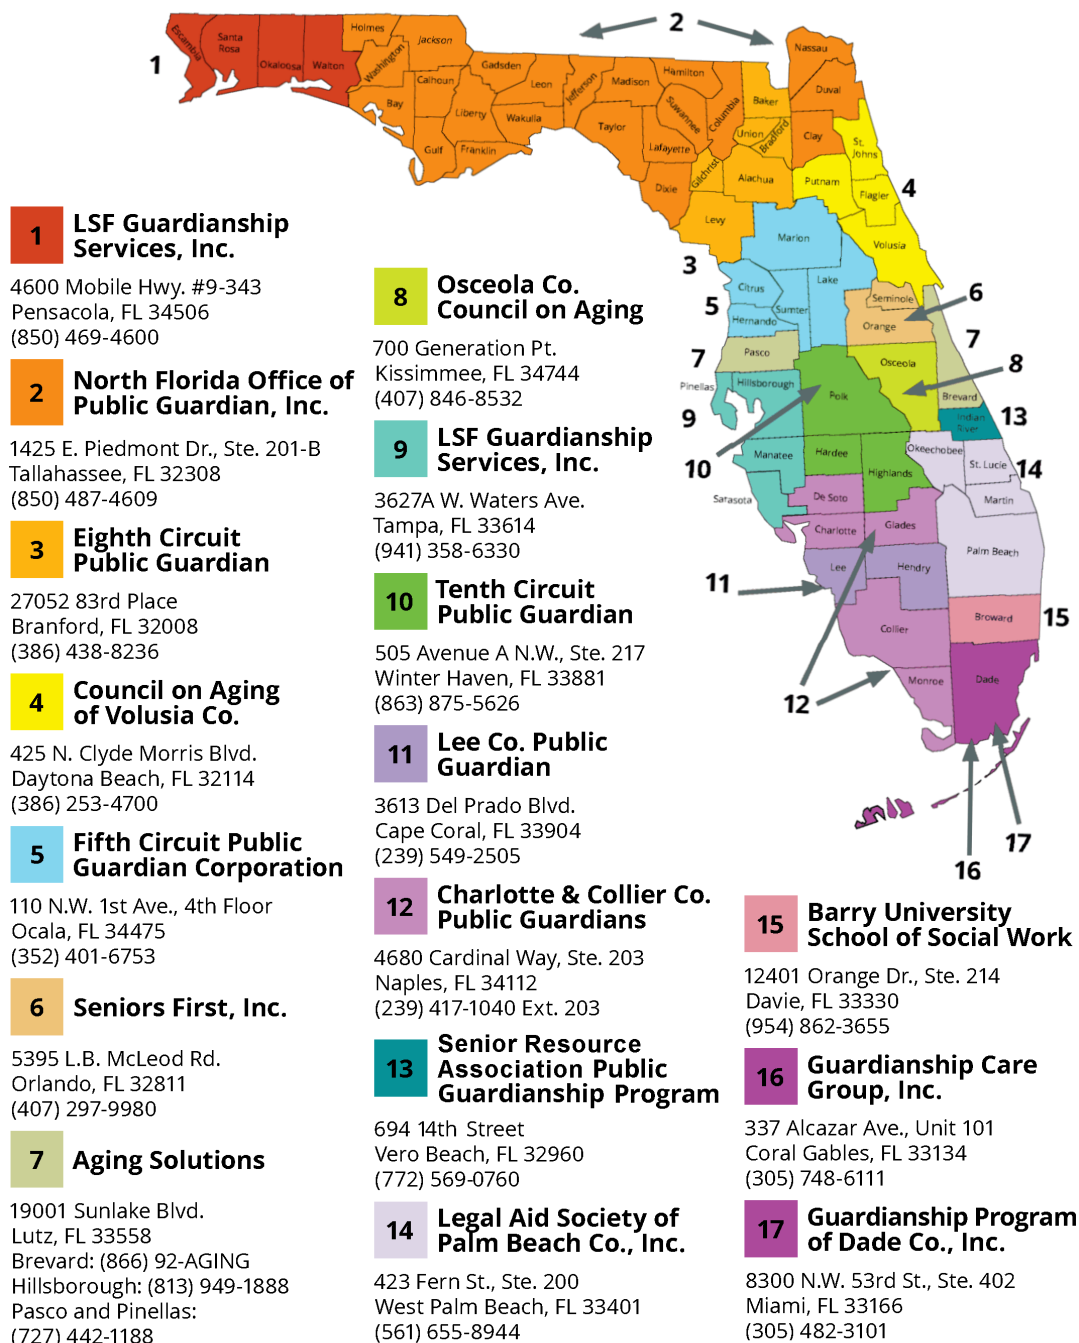 2
1
Escambia
Santa
Rosa
Okaloosa
Walton
Holmes
Washington
Jackson
Bay
Calhoun
Gulf
Liberty
Franklin
Gadsden
Leon
Wakulla
Jefferson
Madison
Taylor
Hamilton
Suwannee
Lafayette
Columbia
Dixie
Nassau
Duval
Baker
Union
Bradford
Clay
Gilchrist
Alachua
Levy
St.
Johns
Putnam
Flagler
4
Volusia
Marion
3
Citrus
Lake
Sumter
5
Hernando
Seminole
6
Orange
7
Pasco
7
Osceola
8
Pinellas
Hillsborough
Polk
Brevard
9
Indian
River
13
10
Manatee
Hardee
Highlands
Okeechobee
St. Lucie
14
Sarasota
De Soto
Martin
Charlotte
Glades
Palm Beach
11
Lee
Hendry
Broward
15
Collier
12
Monroe
Dade
17
16
1
LSF Guardianship
Services, Inc.
4600 Mobile Hwy. #9-343
Pensacola, FL 34506
(850) 469-4600
2
North Florida Office of
Public Guardian, Inc.
1425 E. Piedmont Dr., Ste. 201-B
Tallahassee, FL 32308
(850) 487-4609
3
Eighth Circuit
Public Guardian
27052 83rd Place
Branford, FL 32008
(386) 438-8236
4
Council on Aging
of Volusia Co.
425 N. Clyde Morris Blvd.
Daytona Beach, FL 32114
(386) 253-4700
5
Fifth Circuit Public
Guardian Corporation
110 N.W. 1st Ave., 4th Floor
Ocala, FL 34475
(352) 401-6753
6
Seniors First, Inc.
5395 L.B. McLeod Rd.
Orlando, FL 32811
(407) 297-9980
7
Aging Solutions
19001 Sunlake Blvd.
Lutz, FL 33558
Brevard: (866) 92-AGING
Hillsborough: (813) 949-1888
Pasco and Pinellas:
(727) 442-1188
8
Osceola Co.
Council on Aging
700 Generation Pt.
Kissimmee, FL 34744
(407) 846-8532
9
LSF Guardianship
Services, Inc.
3627A W. Waters Ave.
Tampa, FL 33614
(941) 358-6330
10
Tenth Circuit
Public Guardian
505 Avenue A N.W., Ste. 217
Winter Haven, FL 33881
(863) 875-5626
11
Lee Co. Public
Guardian
3613 Del Prado Blvd.
Cape Coral, FL 33904
(239) 549-2505
12
Charlotte & Collier Co.
Public Guardians
4680 Cardinal Way, Ste. 203
Naples, FL 34112
(239) 417-1040 Ext. 203
13
Senior Resource
Association Public
Guardianship Program
694 14th Street
Vero Beach, FL 32960
(772) 569-0760
14
Legal Aid Society of
Palm Beach Co., Inc.
423 Fern St., Ste. 200
West Palm Beach, FL 33401
(561) 655-8944
15
Barry University
School of Social Work
12401 Orange Dr., Ste. 214
Davie, FL 33330
(954) 862-3655
16
Guardianship Care
Group, Inc.
337 Alcazar Ave., Unit 101
Coral Gables, FL 33134
(305) 748-6111
17
Guardianship Program
of Dade Co., Inc.
8300 N.W. 53rd St., Ste. 402
Miami, FL 33166
(305) 482-3101